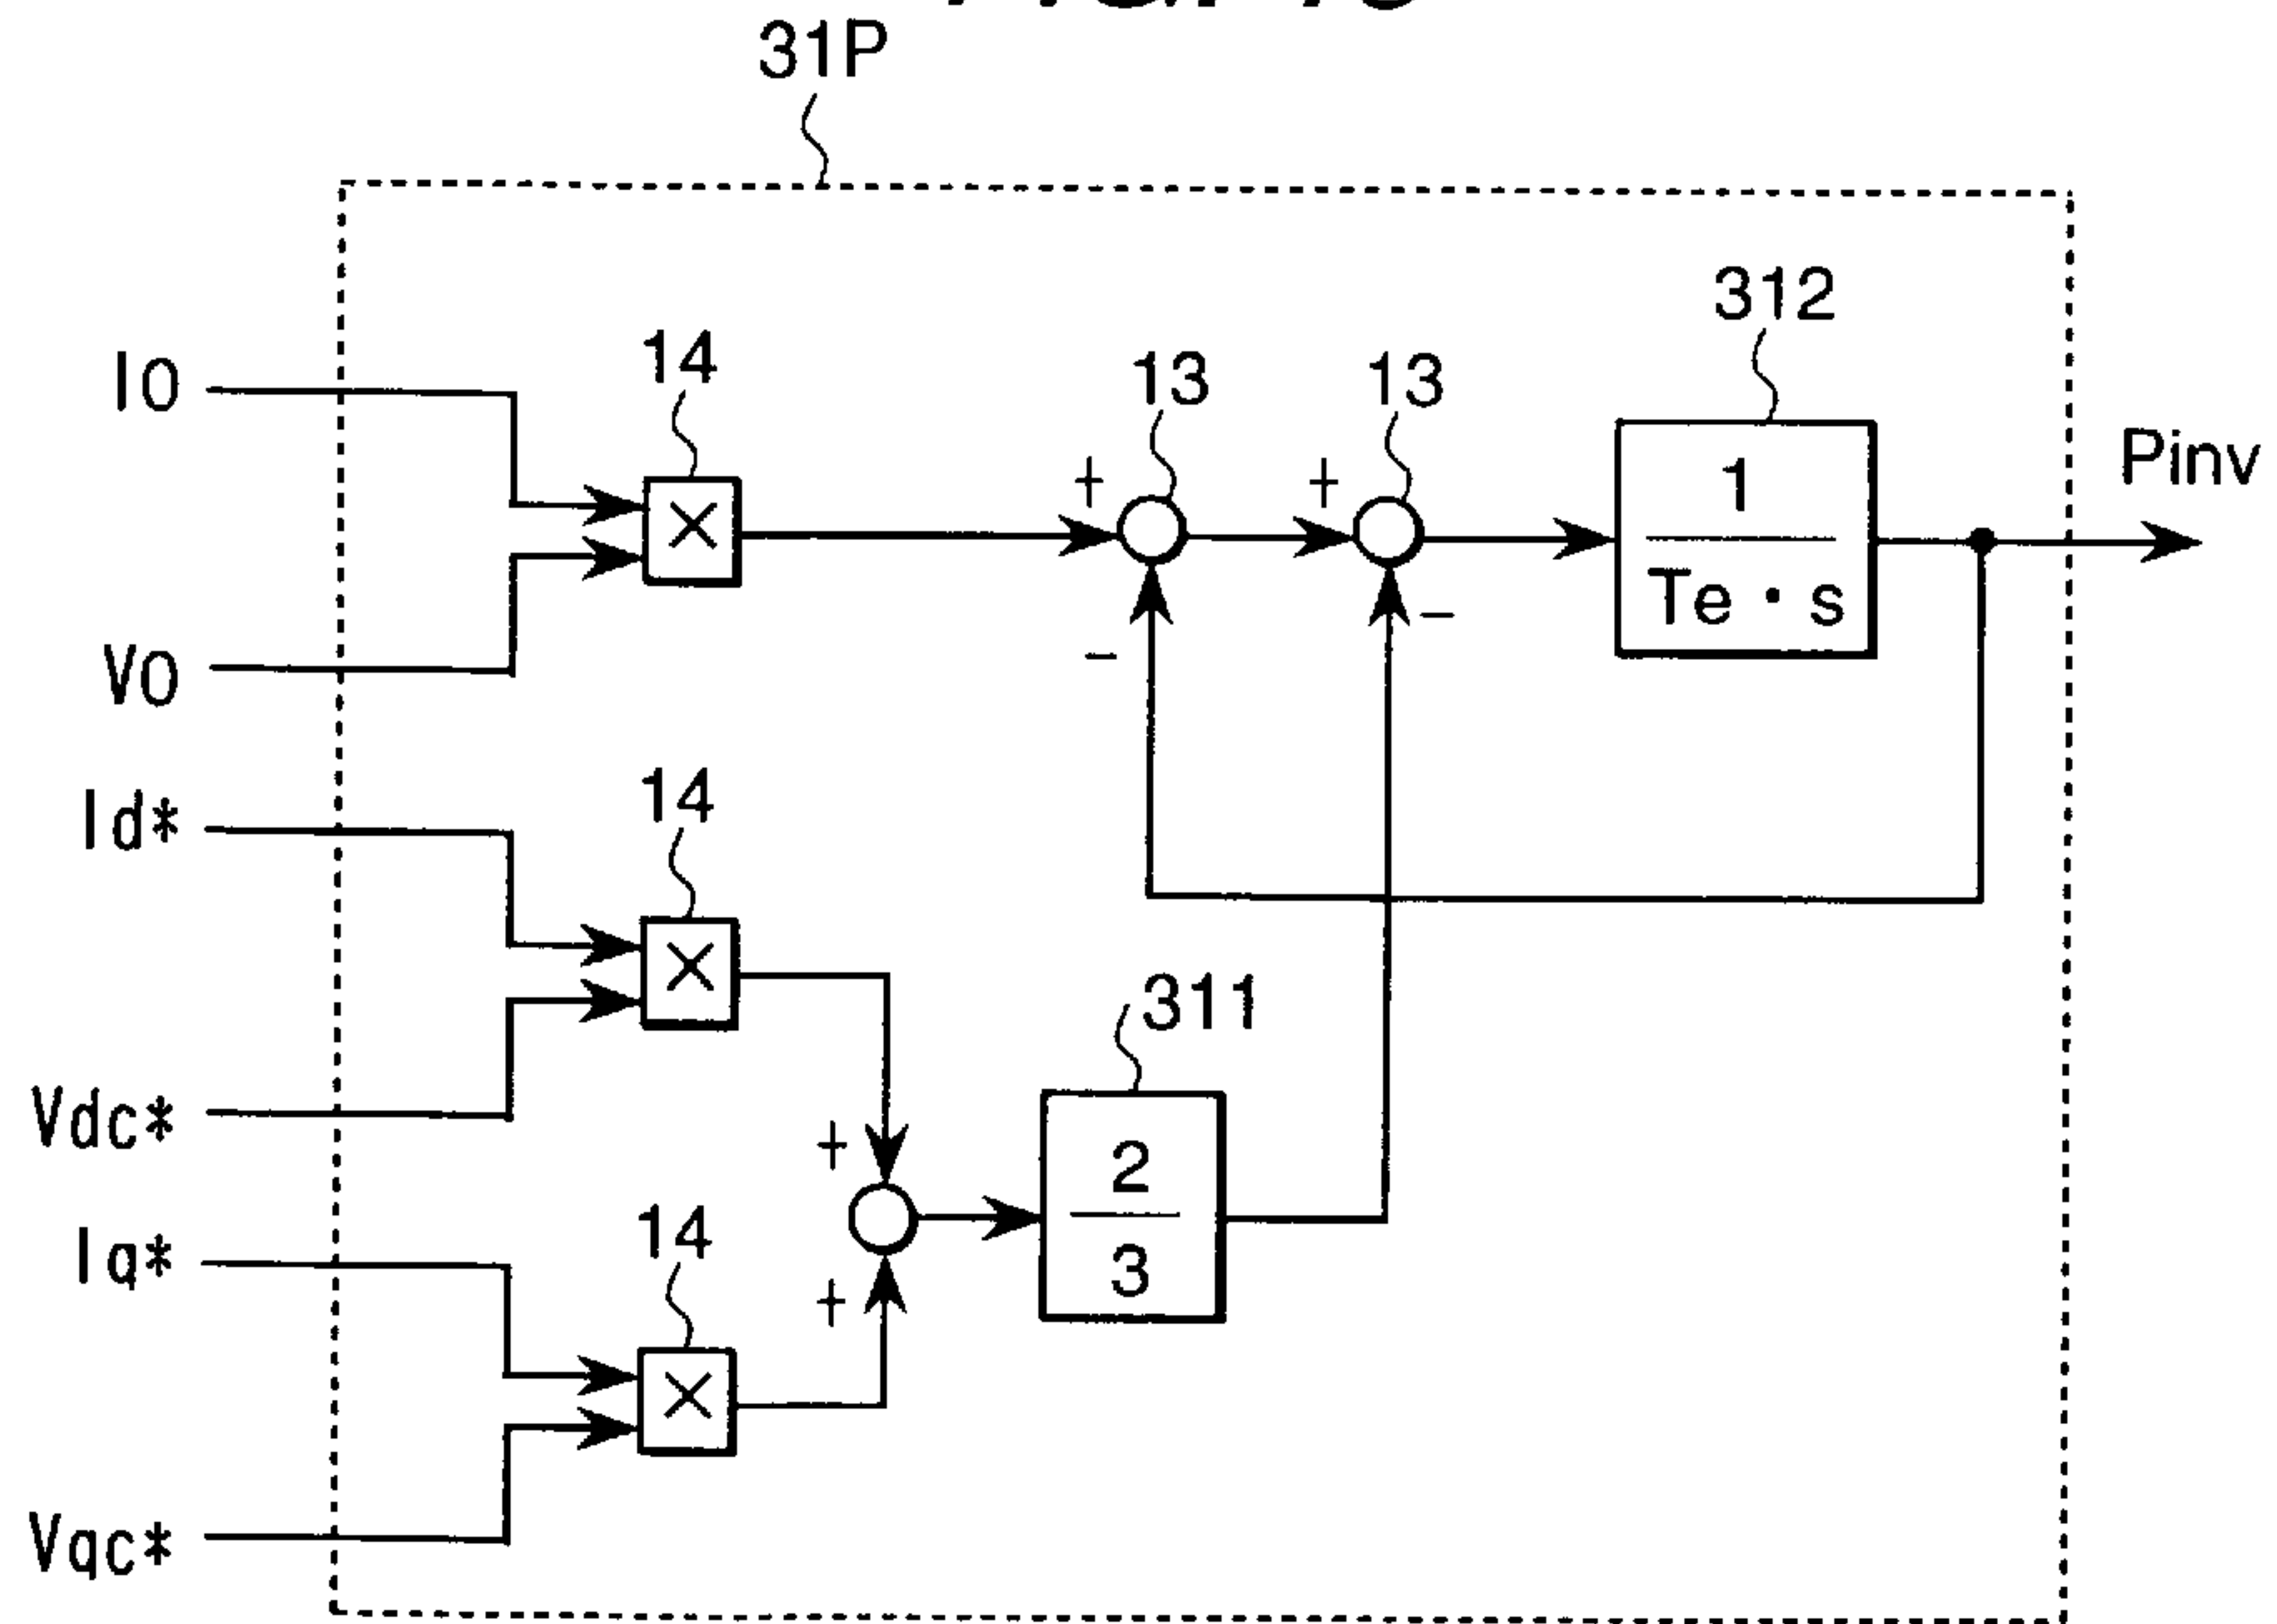 31P
312
14
13
13
I0
+
+
1
Pinv
×
Te・s
-
-
V0
14
Id*
×
311
Vdc*
+
2
3
14
Iq*
+
×
Vqc*